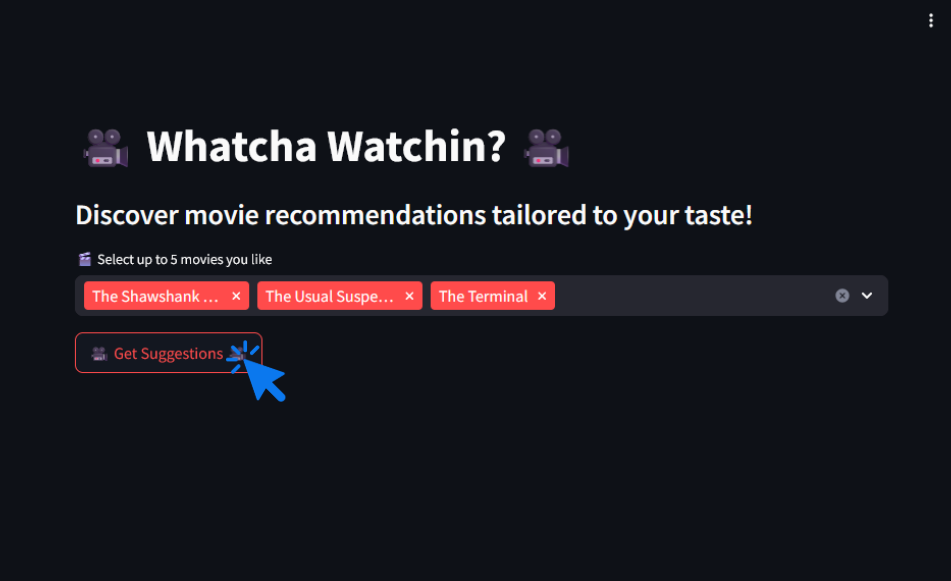 Whatcha Watchin?
Discover movie recommendations tailored to your taste!
Select up to 5 movies you like
The Shawshank ... The Usual Suspe... The Terminal
Get Suggestions